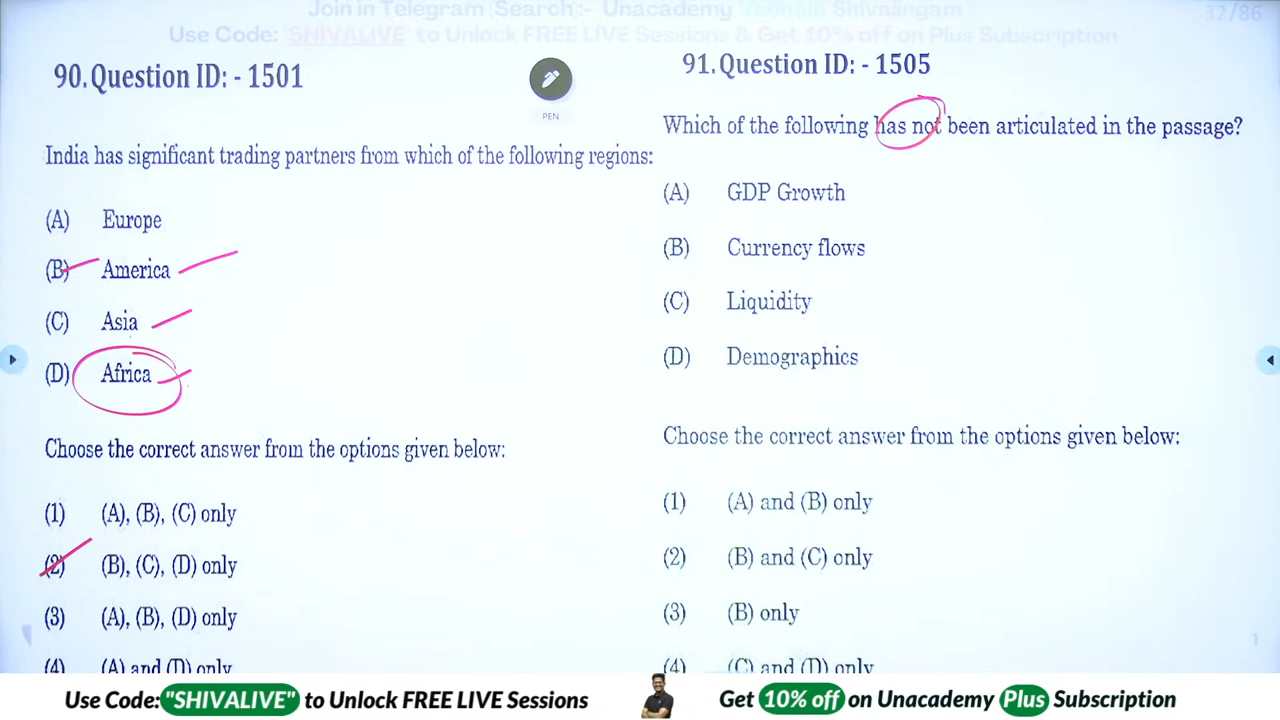 Join in Telegram (Search):- Unacademy Shivalingam
32/86
Use Code: SHIVALIVE to Unlock FREE LIVE Sessions & Get 10% off on Plus Subscription
90. Question ID: - 1501
PEN
India has significant trading partners from which of the following regions:
(A) Europe
(B) America
(C) Asia
(D) Africa
Choose the correct answer from the options given below:
(1) (A), (B), (C) only
(2) (B), (C), (D) only
(3) (A), (B), (D) only
(4) (A) and (D) only
91. Question ID: - 1505
Which of the following has not been articulated in the passage?
(A) GDP Growth
(B) Currency flows
(C) Liquidity
(D) Demographics
Choose the correct answer from the options given below:
(1) (A) and (B) only
(2) (B) and (C) only
(3) (B) only
(4) (C) and (D) only
Use Code: "SHIVALIVE" to Unlock FREE LIVE Sessions
Get 10% off on Unacademy Plus Subscription